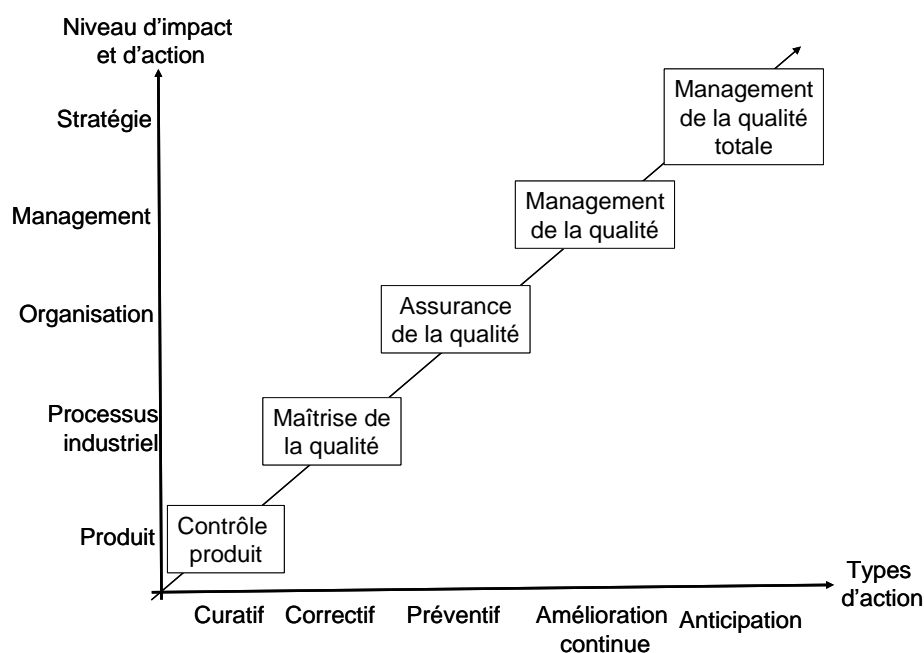 Niveau d’impact
et d’action
Stratégie
Management
de la qualité
totale
Management
Management
de la qualité
Organisation
Assurance
de la qualité
Processus
industriel
Maîtrise de
la qualité
Produit
Contrôle
produit
Types
d’action
Curatif
Correctif
Préventif
Amélioration
continue
Anticipation